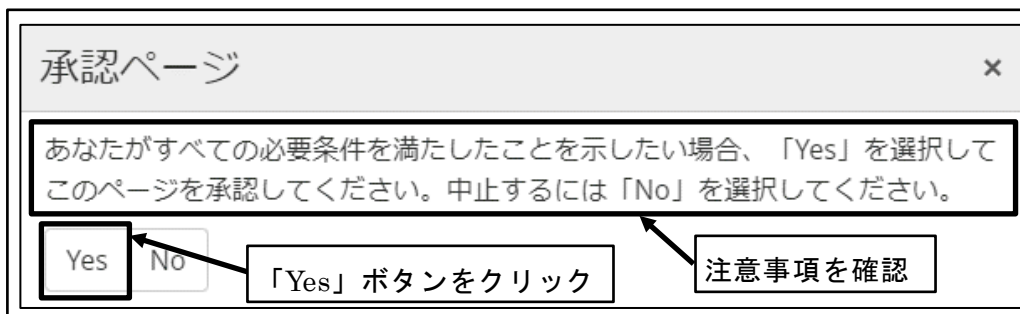 承認ページ ×
あなたがすべての必要条件を満たしたことを示したい場合、「Yes」を選択して
このページを承認してください。中止するには「No」を選択してください。
Yes No
「Yes」ボタンをクリック
注意事項を確認